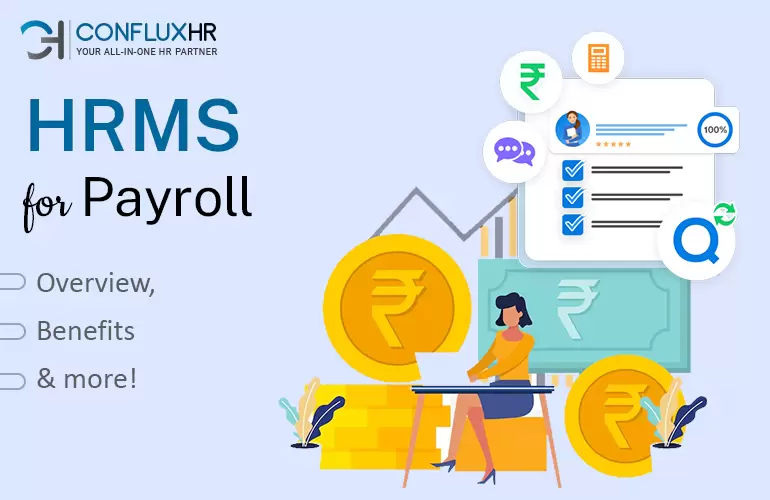 CONFLUXHR
YOUR ALL-IN-ONE HR PARTNER
HRMS
for Payroll
Overview,
Benefits
& more!
₹
100%
Q
₹
₹
₹